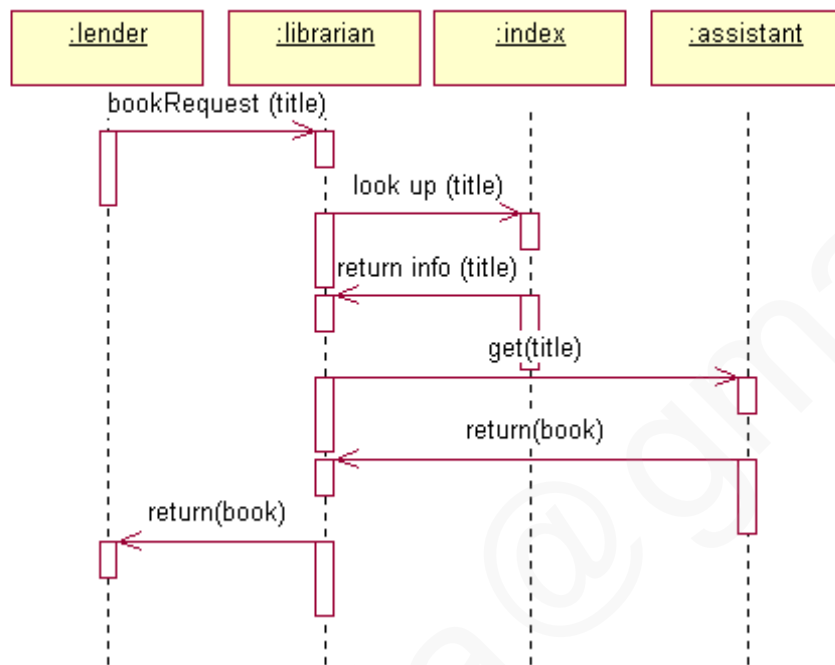 :lender :librarian :index :assistant
bookRequest (title)
look up (title)
return info (title)
get(title)
return(book)
return(book)